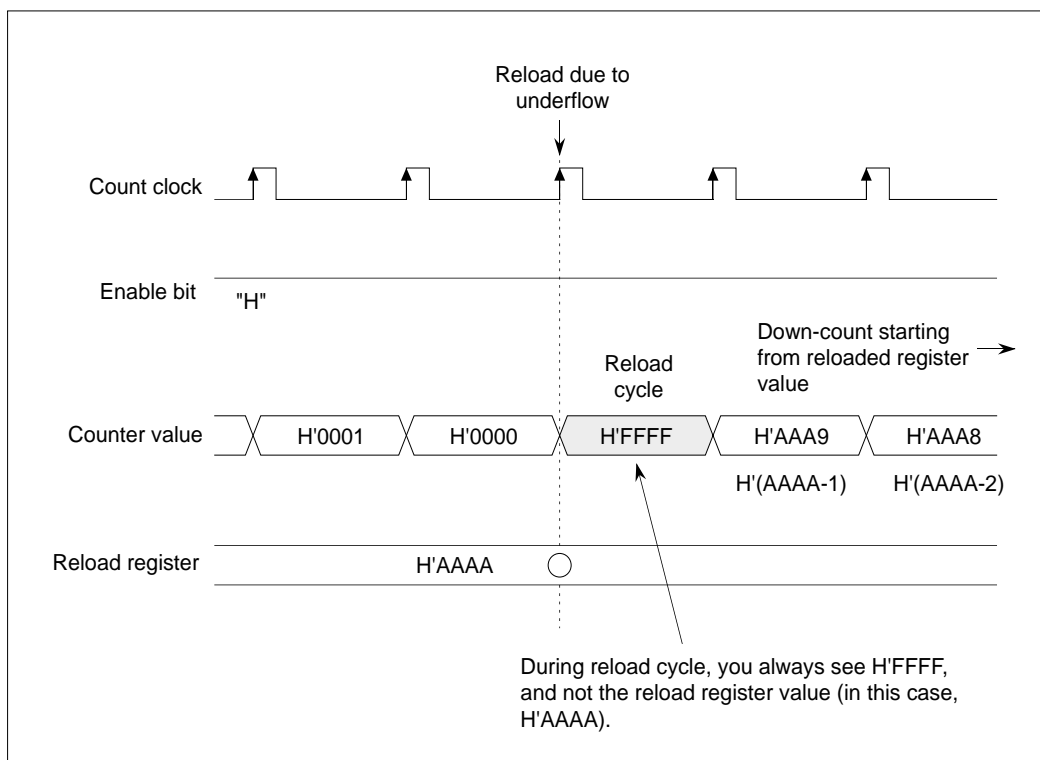 Reload due to
underflow
Count clock
Enable bit
"H"
Down-count starting
from reloaded register
value
Reload
cycle
Counter value
H'0001
H'0000
H'FFFF
H'AAA9
H'AAA8
H'(AAAA-1)
H'(AAAA-2)
Reload register
H'AAAA
During reload cycle, you always see H'FFFF,
and not the reload register value (in this case,
H'AAAA).